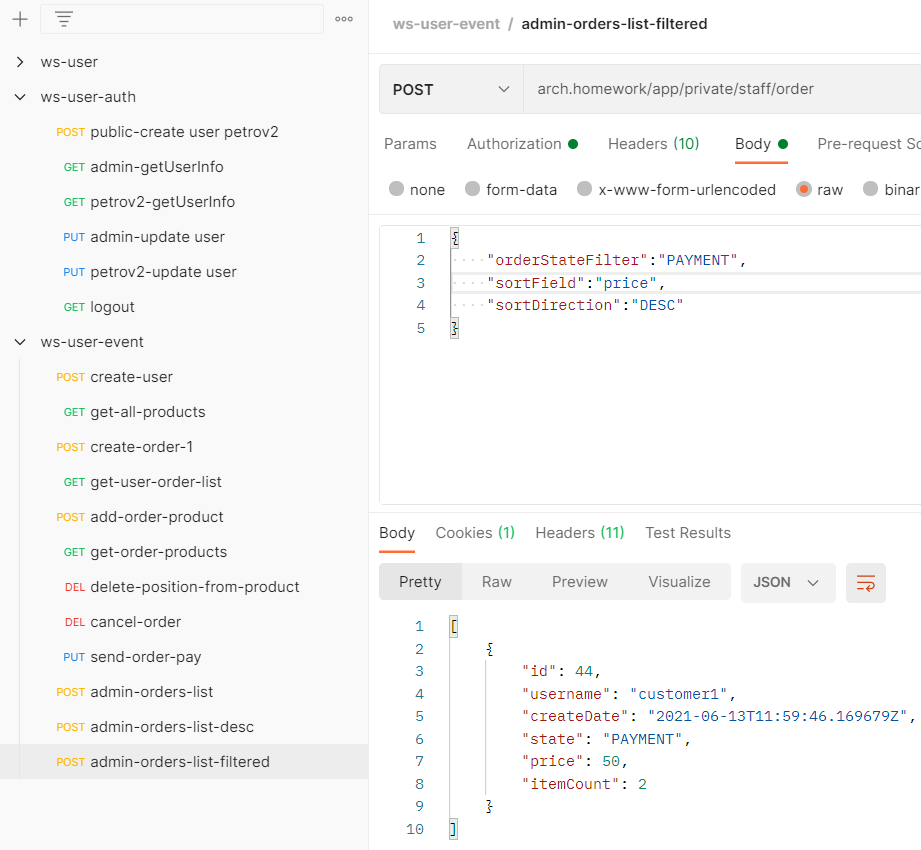 ws-user
ws-user-auth
POST public-create user petrov2
GET admin-getUserInfo
GET petrov2-getUserInfo
PUT admin-update user
PUT petrov2-update user
GET logout
ws-user-event
POST create-user
GET get-all-products
POST create-order-1
GET get-user-order-list
POST add-order-product
GET get-order-products
DEL delete-position-from-product
DEL cancel-order
PUT send-order-pay
POST admin-orders-list
POST admin-orders-list-desc
POST admin-orders-list-filtered
ws-user-event / admin-orders-list-filtered
POST arch.homework/app/private/staff/order
Params Authorization Headers (10) Body Pre-request Sc
none form-data x-www-form-urlencoded raw binar
1 {
2 ····"orderStateFilter":"PAYMENT",
3 ····"sortField":"price",
4 ····"sortDirection":"DESC"
5 }
Body Cookies (1) Headers (11) Test Results
Pretty Raw Preview Visualize JSON
1 [
2 {
3 "id": 44,
4 "username": "customer1",
5 "createDate": "2021-06-13T11:59:46.169679Z",
6 "state": "PAYMENT",
7 "price": 50,
8 "itemCount": 2
9 }
10 ]